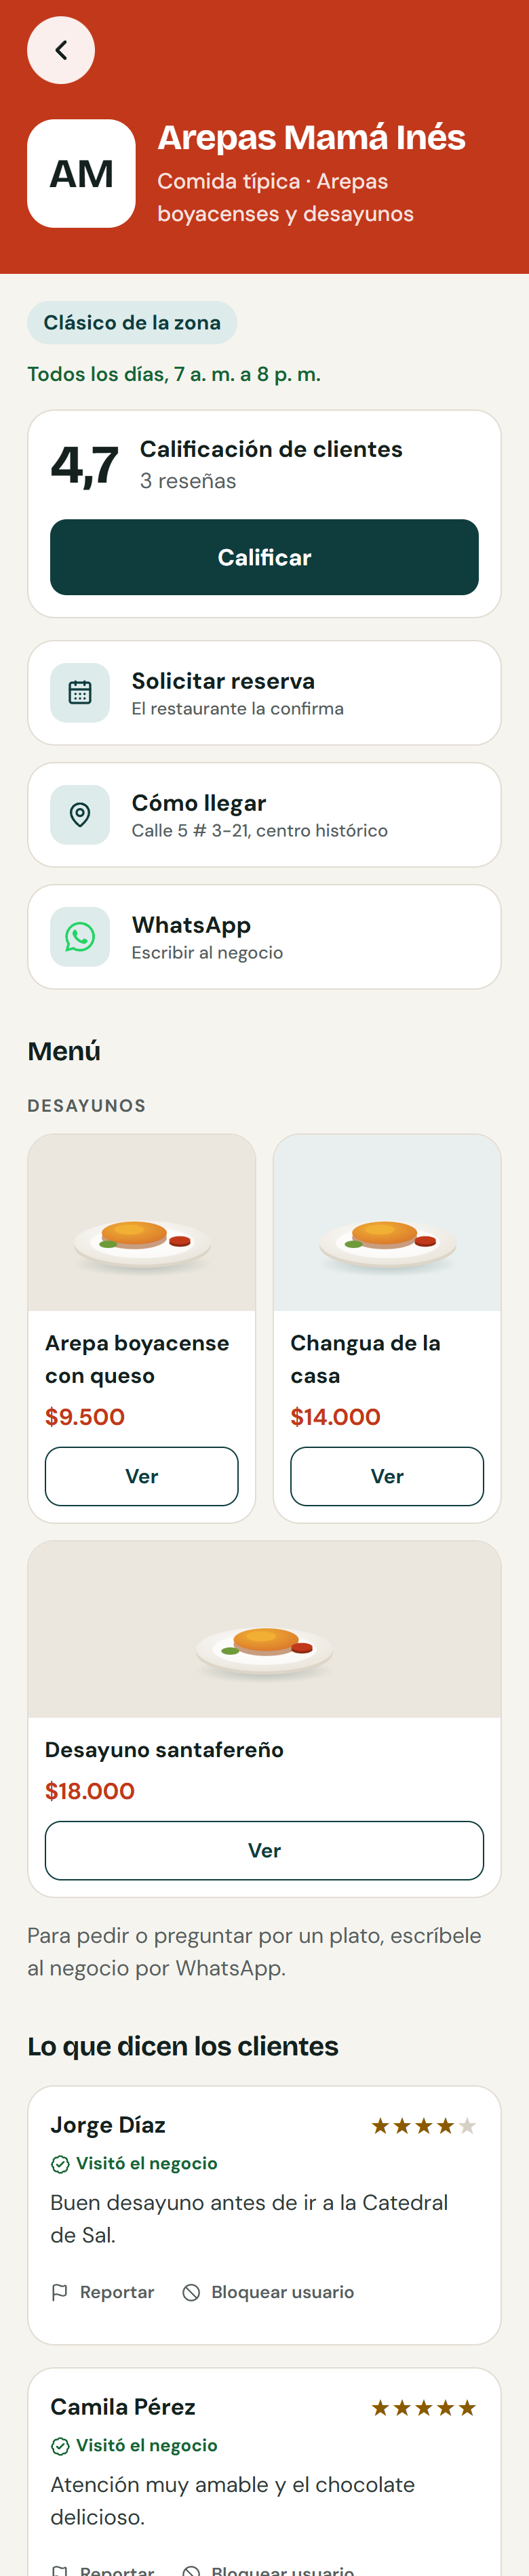 AM
Arepas Mamá Inés
Comida típica · Arepas
boyacenses y desayunos
Clásico de la zona
Todos los días, 7 a. m. a 8 p. m.
4,7
Calificación de clientes
3 reseñas
Calificar
Solicitar reserva
El restaurante la confirma
Cómo llegar
Calle 5 # 3-21, centro histórico
WhatsApp
Escribir al negocio
Menú
DESAYUNOS
Arepa boyacense
con queso
$9.500
Ver
Changua de la
casa
$14.000
Ver
Desayuno santafereño
$18.000
Ver
Para pedir o preguntar por un plato, escríbele
al negocio por WhatsApp.
Lo que dicen los clientes
Jorge Díaz
Visitó el negocio
Buen desayuno antes de ir a la Catedral
de Sal.
Reportar Bloquear usuario
Camila Pérez
Visitó el negocio
Atención muy amable y el chocolate
delicioso.
Reportar Bloquear usuario